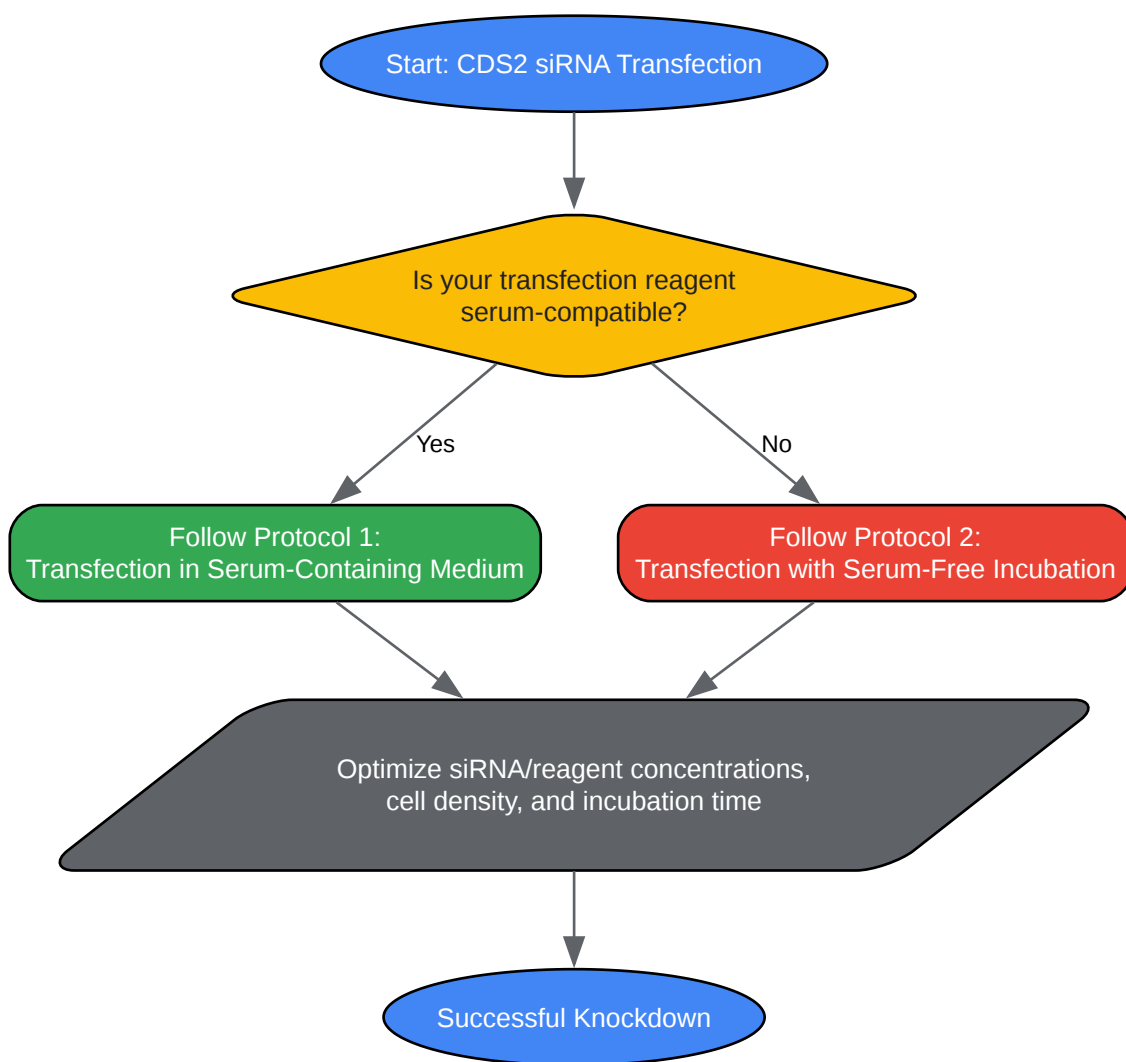 Start: CDS2 siRNA Transfection
Is your transfection reagent
serum-compatible?
Yes
No
Follow Protocol 1:
Transfection in Serum-Containing Medium
Follow Protocol 2:
Transfection with Serum-Free Incubation
Optimize siRNA/reagent concentrations,
cell density, and incubation time
Successful Knockdown